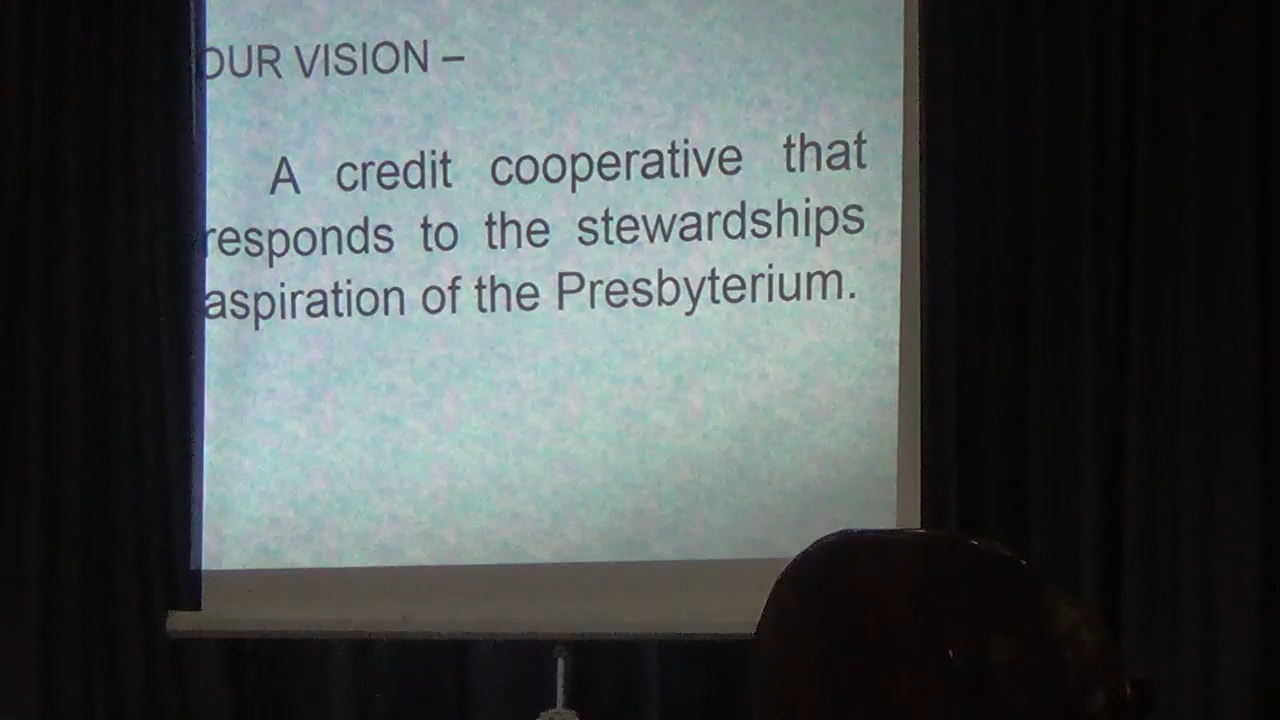 OUR VISION –
A credit cooperative that
responds to the stewardships
aspiration of the Presbyterium.